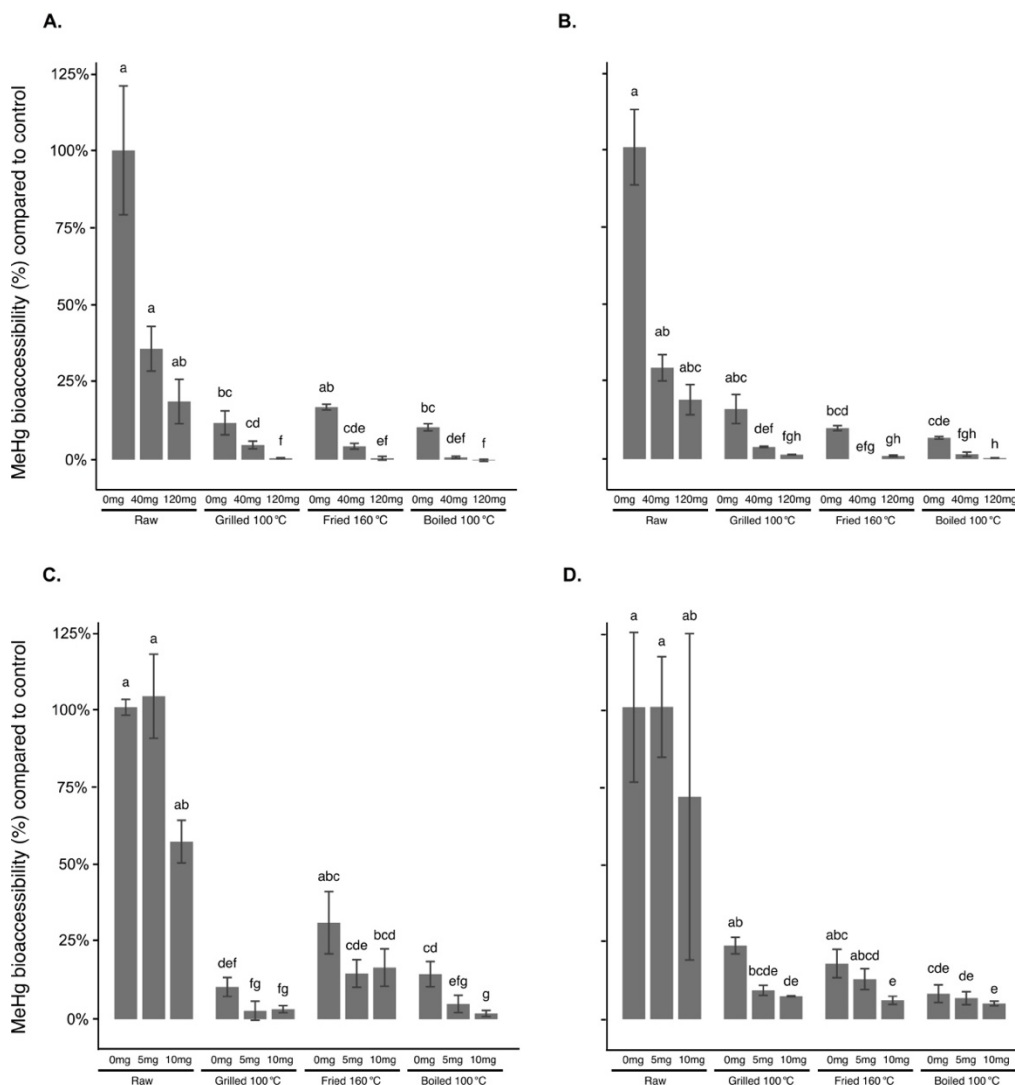 A.
MeHg bioaccessibility (%) compared to control
125%
100%
75%
50%
25%
0%
a
a
ab
bc
cd
f
ab
cde
ef
bc
def
f
0mg 40mg 120mg 0mg 40mg 120mg 0mg 40mg 120mg 0mg 40mg 120mg
Raw Grilled 100 °C Fried 160 °C Boiled 100 °C
B.
a
ab
abc
abc
def
fgh
bcd
efg
gh
cde
fgh
h
0mg 40mg 120mg 0mg 40mg 120mg 0mg 40mg 120mg 0mg 40mg 120mg
Raw Grilled 100 °C Fried 160 °C Boiled 100 °C
C.
MeHg bioaccessibility (%) compared to control
125%
100%
75%
50%
25%
0%
a
a
ab
def
fg
fg
abc
cde
bcd
cd
efg
g
0mg 5mg 10mg 0mg 5mg 10mg 0mg 5mg 10mg 0mg 5mg 10mg
Raw Grilled 100 °C Fried 160 °C Boiled 100 °C
D.
a
a
ab
ab
bcde
de
abc
abcd
e
cde
de
e
0mg 5mg 10mg 0mg 5mg 10mg 0mg 5mg 10mg 0mg 5mg 10mg
Raw Grilled 100 °C Fried 160 °C Boiled 100 °C